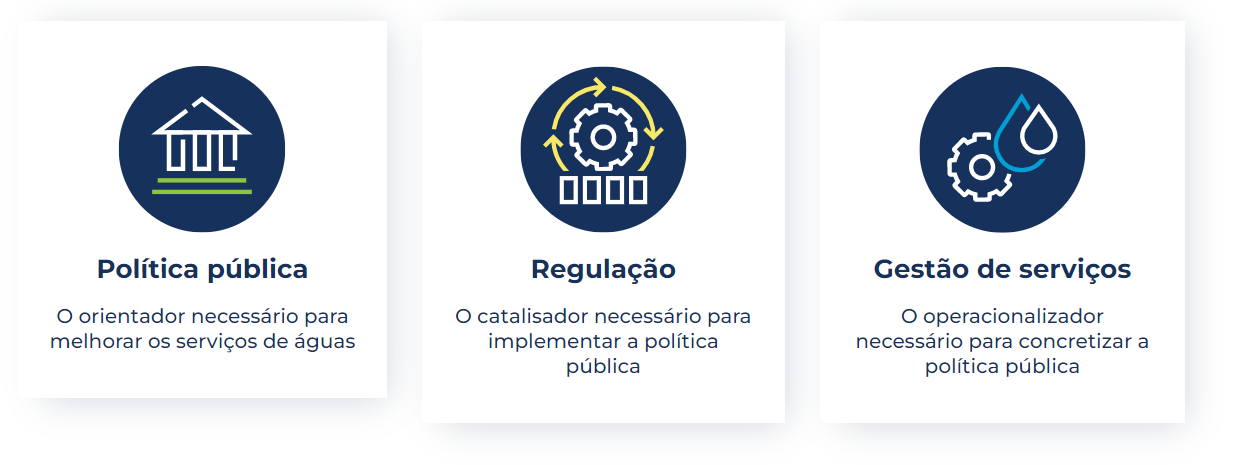 Política pública
O orientador necessário para
melhorar os serviços de águas
Regulação
O catalisador necessário para
implementar a política
pública
Gestão de serviços
O operacionalizador
necessário para concretizar a
política pública